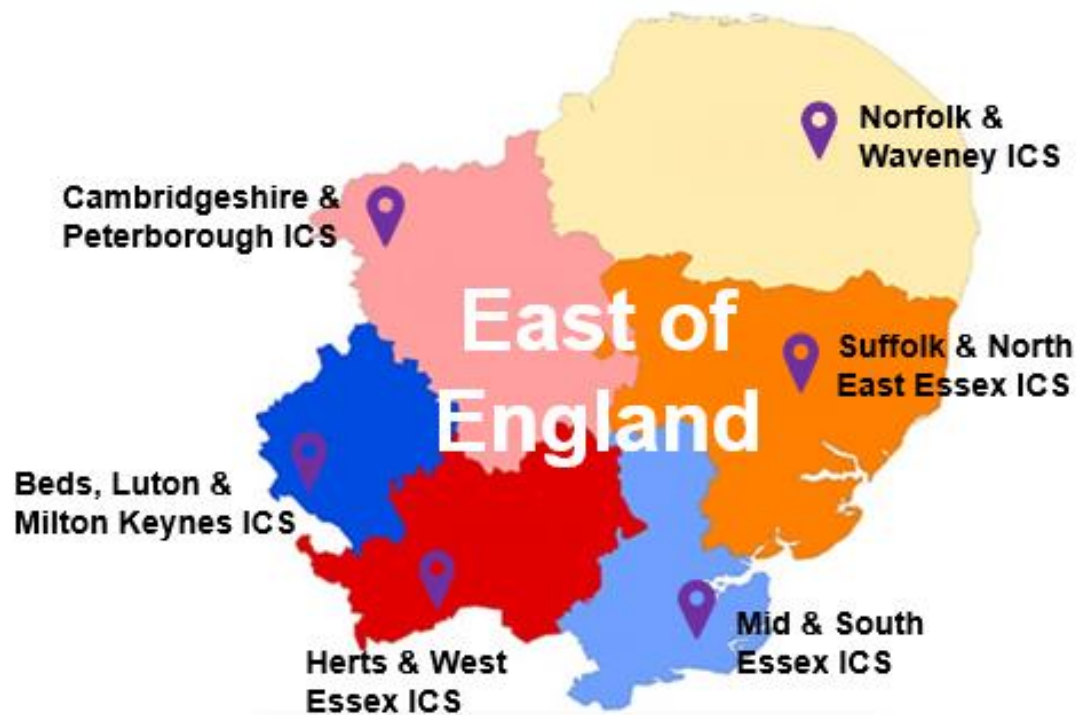 Norfolk &
Waveney ICS
Cambridgeshire &
Peterborough ICS
East of
England
Suffolk & North
East Essex ICS
Beds, Luton &
Milton Keynes ICS
Herts & West
Essex ICS
Mid & South
Essex ICS